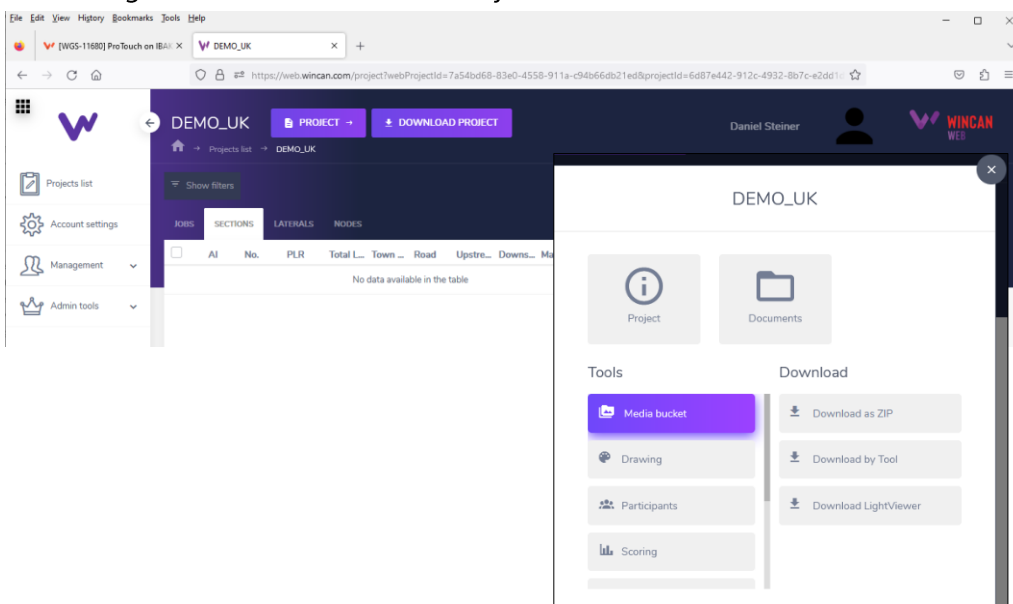 File Edit View History Bookmarks Tools Help
[WGS-11680] ProTouch on IBAK
DEMO_UK
https://web.wincan.com/project?webProjectId=7a54bd68-83e0-4558-911a-c94b66db21ed&projectId=6d87e442-912c-4932-8b7c-e2dd1
DEMO_UK
PROJECT →
DOWNLOAD PROJECT
Daniel Steiner
WINCAN
WEB
→ Projects list → DEMO_UK
Projects list
Account settings
Management
Admin tools
Show filters
JOBS SECTIONS LATERALS NODES
AI No. PLR Total L... Town ... Road Upstre... Downs... Ma
No data available in the table
DEMO_UK
Project
Documents
Tools
Media bucket
Drawing
Participants
Scoring
Download
Download as ZIP
Download by Tool
Download LightViewer